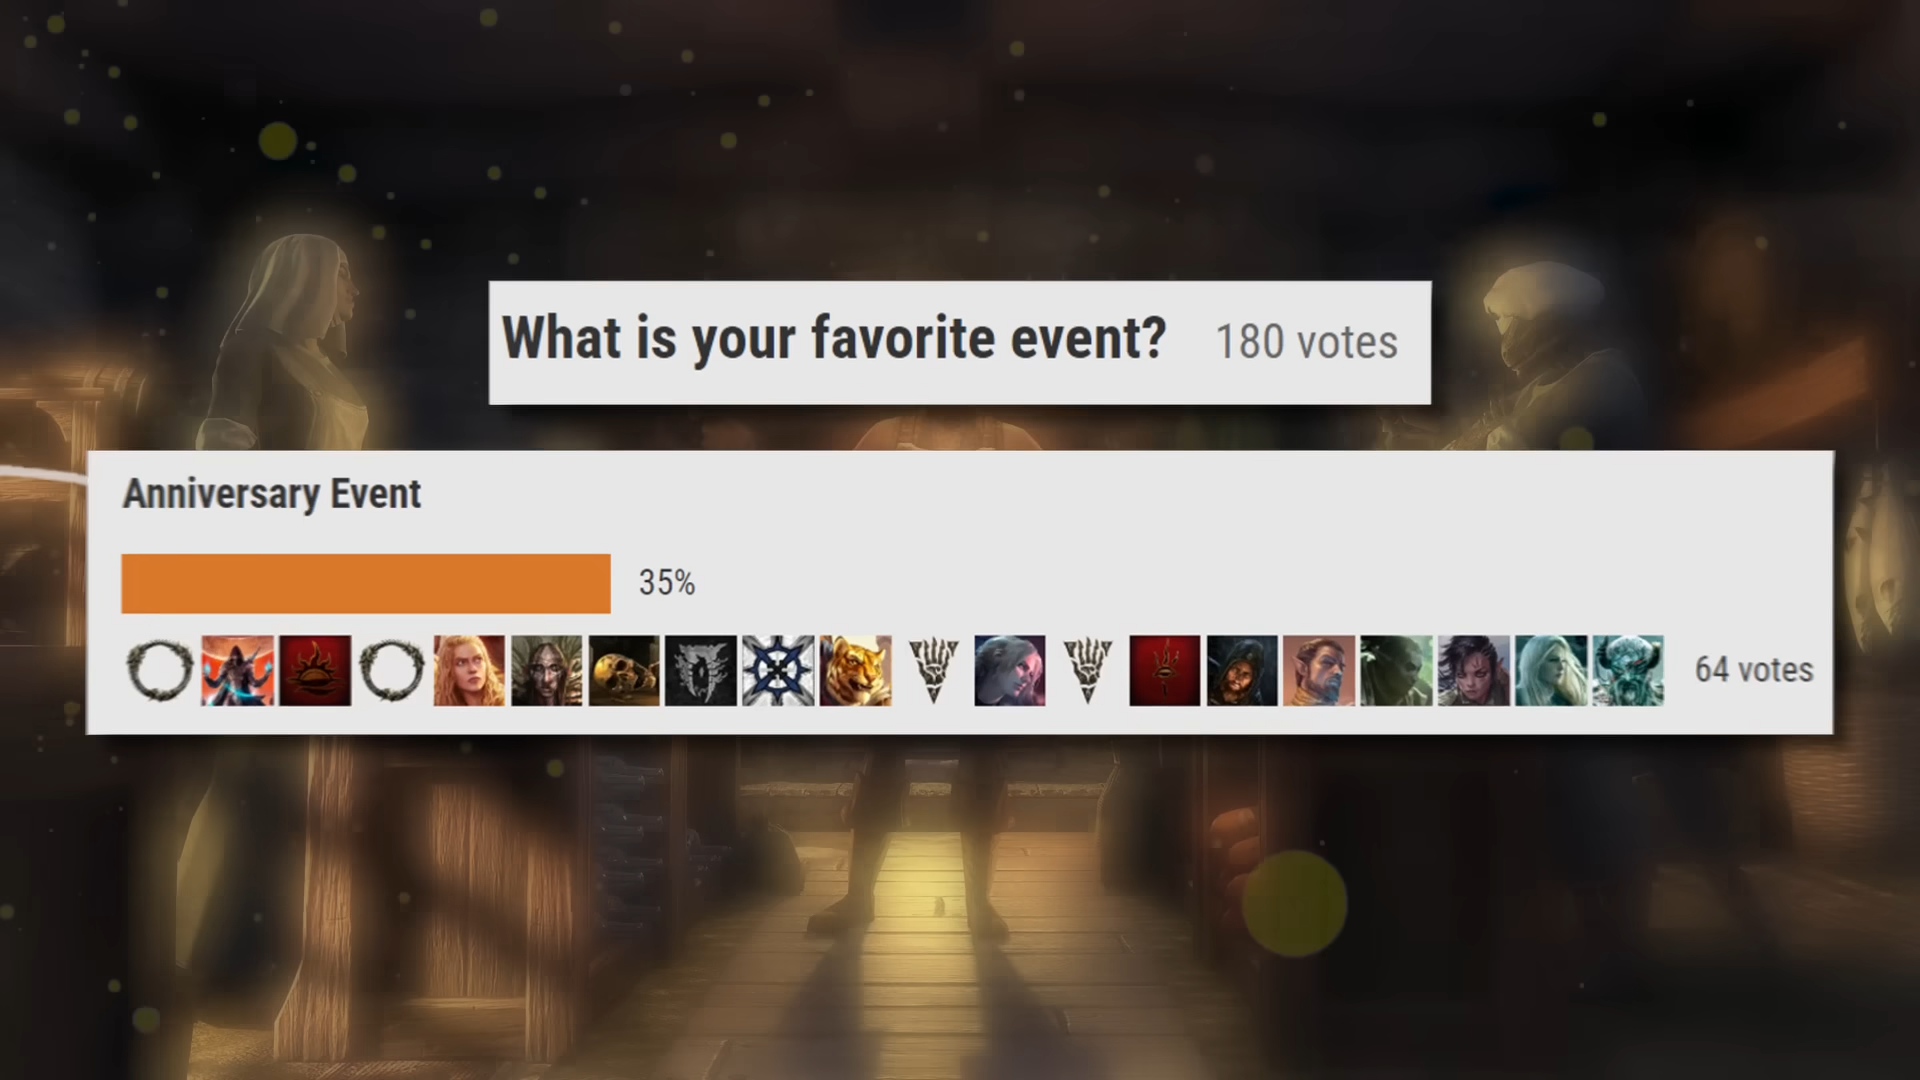 What is your favorite event? 180 votes
Anniversary Event
35%
64 votes